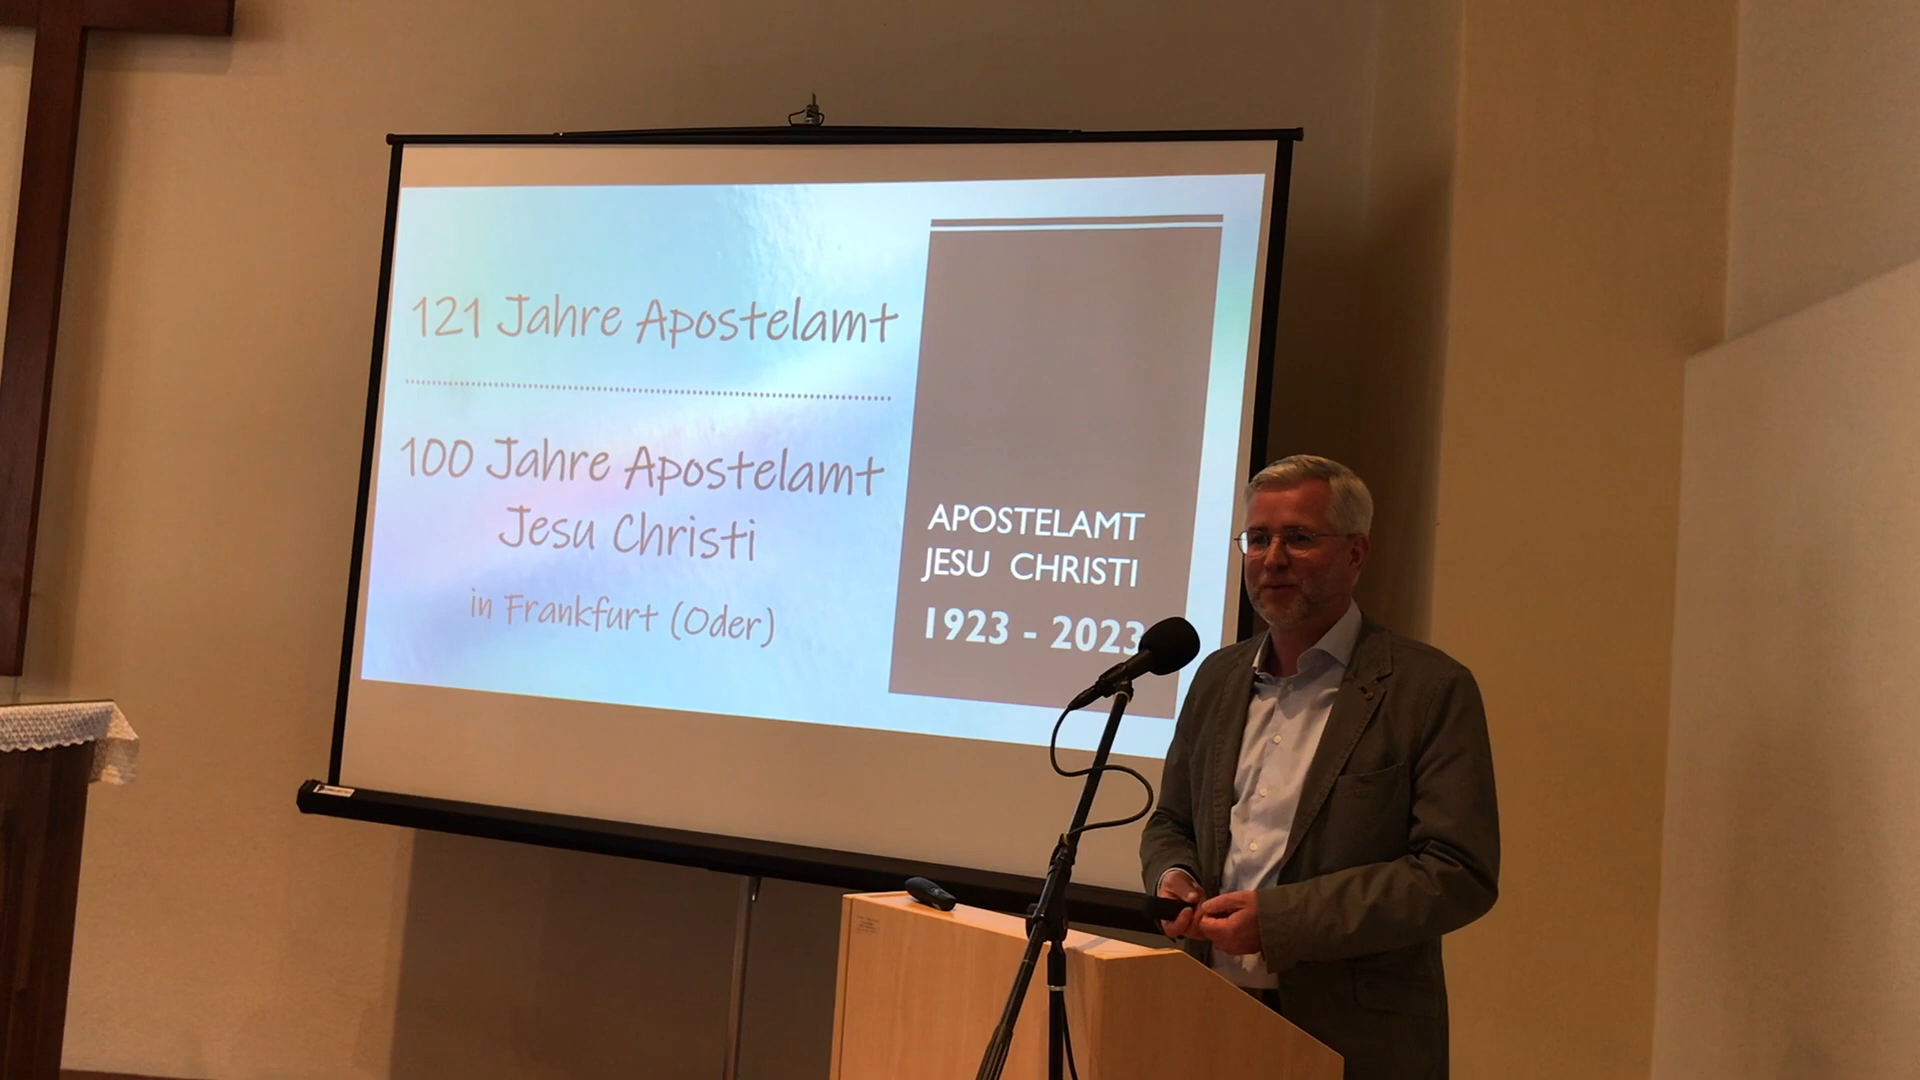 121 Jahre Apostelamt
100 Jahre Apostelamt
Jesu Christi
in Frankfurt (Oder)
APOSTELAMT
JESU CHRISTI
1923 - 2023